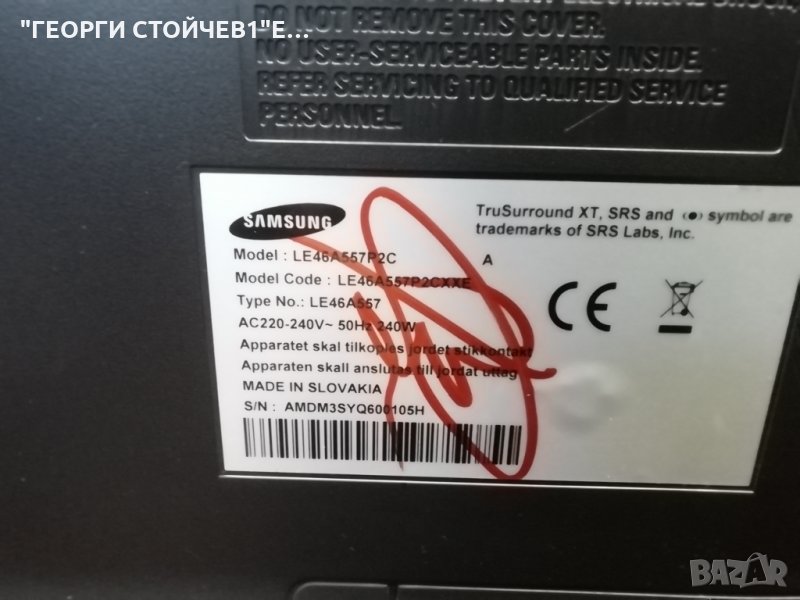 "ГЕОРГИ СТОЙЧЕВ1"Е...
DO NOT REMOVE THIS COVER.
NO USER-SERVICEABLE PARTS INSIDE.
REFER SERVICING TO QUALIFIED SERVICE
PERSONNEL.
SAMSUNG
TruSurround XT, SRS and (●) symbol are
trademarks of SRS Labs, Inc.
Model : LE46A557P2C A
Model Code : LE46A557P2CXXE
Type No.: LE46A557
AC220-240V~ 50Hz 240W
Apparatet skal tilkoples jordet stikkontakt
Apparaten skall anslutas till jordat uttag
MADE IN SLOVAKIA
S/N : AMDM3SYQ600105H
CE
BAZAR